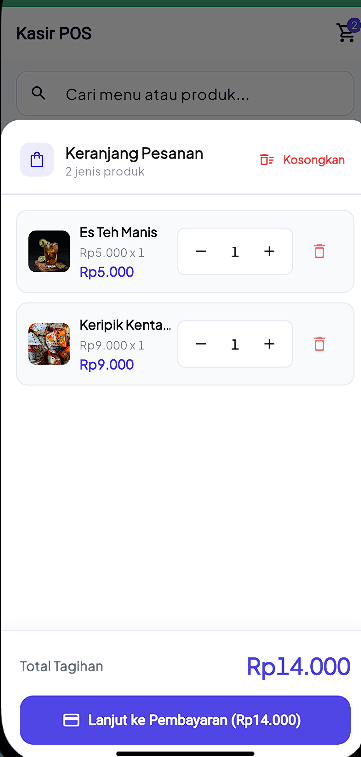 Kasir POS
2
Cari menu atau produk...
Keranjang Pesanan
2 jenis produk
Kosongkan
Es Teh Manis
Rp5.000 x 1
Rp5.000
1
Keripik Kenta...
Rp9.000 x 1
Rp9.000
1
Total Tagihan
Rp14.000
Lanjut ke Pembayaran (Rp14.000)